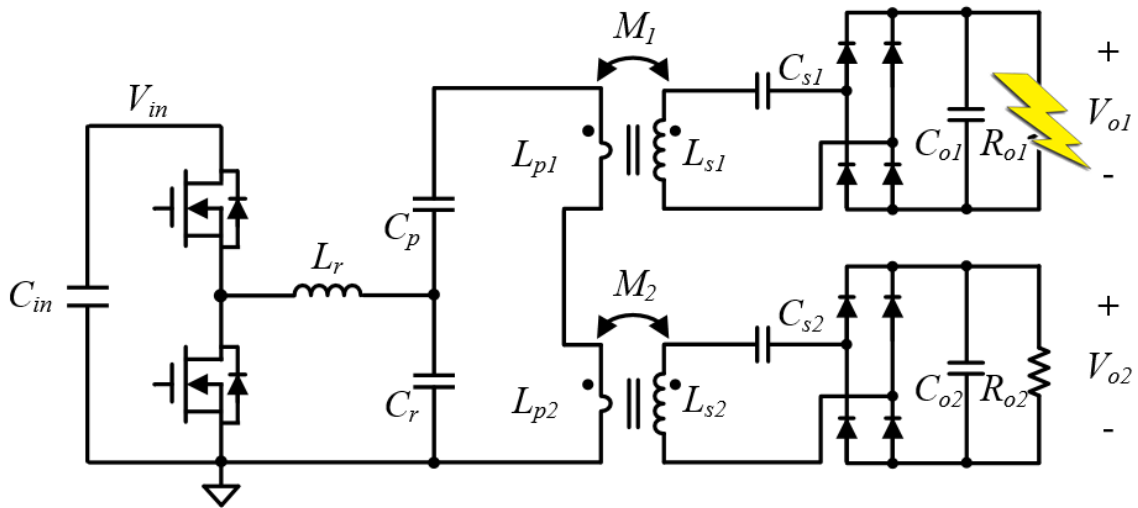 M1
Cs1
+
Vin
Lp1
Ls1
Co1
Ro1
Vo1
-
Cp
Lr
Cin
M2
Cs2
+
Cr
Lp2
Ls2
Co2
Ro2
Vo2
-